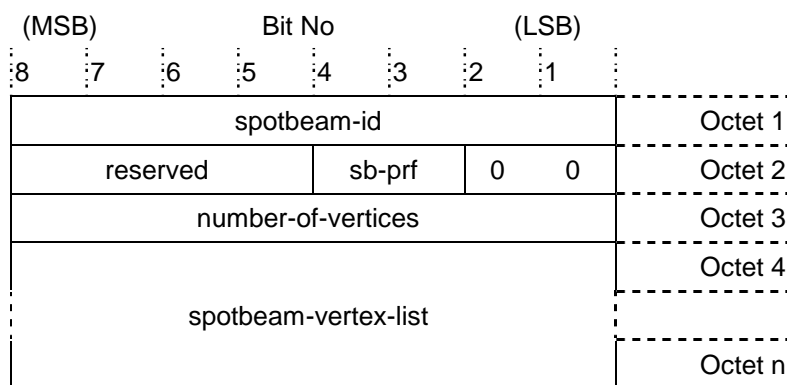 (MSB) Bit No (LSB)
8 7 6 5 4 3 2 1
spotbeam-id Octet 1
reserved sb-prf 0 0 Octet 2
number-of-vertices Octet 3
Octet 4
spotbeam-vertex-list
Octet n